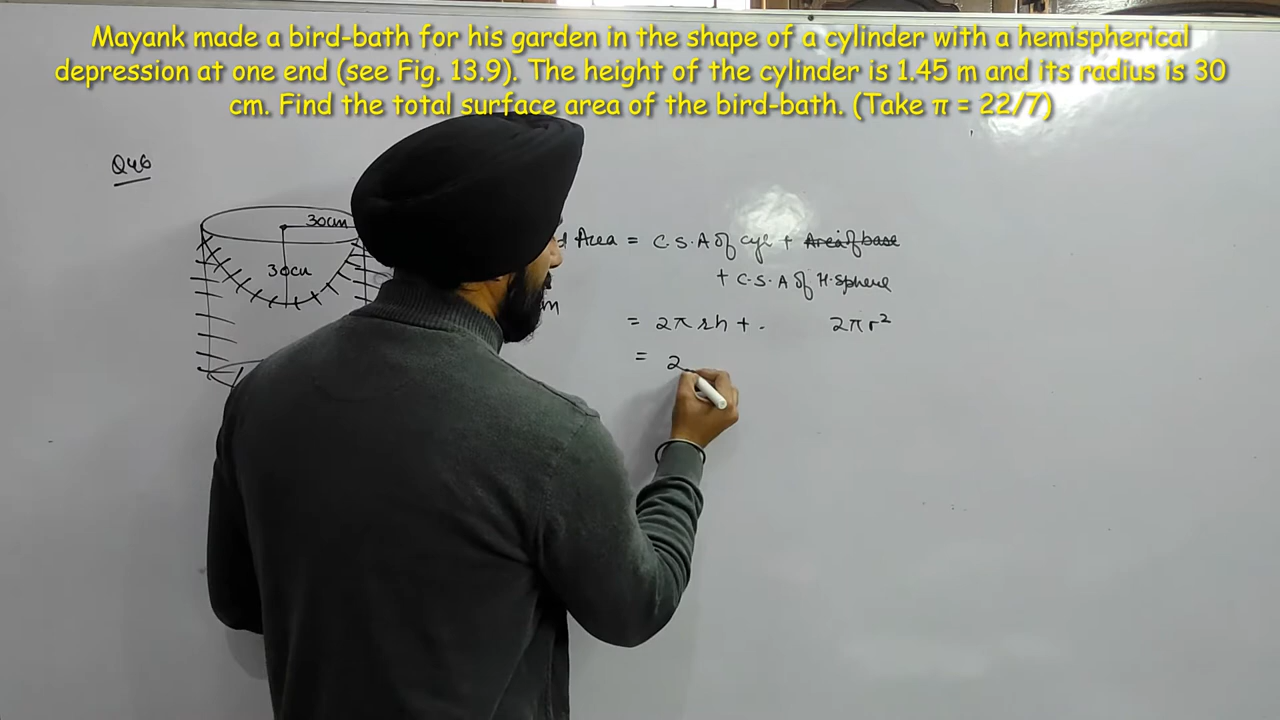 Mayank made a bird-bath for his garden in the shape of a cylinder with a hemispherical
depression at one end (see Fig. 13.9). The height of the cylinder is 1.45 m and its radius is 30
cm. Find the total surface area of the bird-bath. (Take π = 22/7)
Q46
30cm
30cm
Area = C.S.A of cyl + Area of base
+ C.S.A of H.sphere
= 2πrh + . 2πr²
= 2